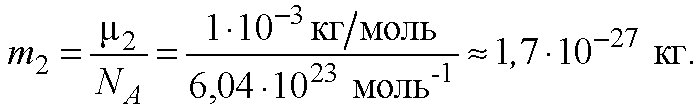 m₂ = μ₂/N_A = 1·10⁻³ кг/моль / 6,04·10²³ моль⁻¹ ≈ 1,7·10⁻²⁷ кг.